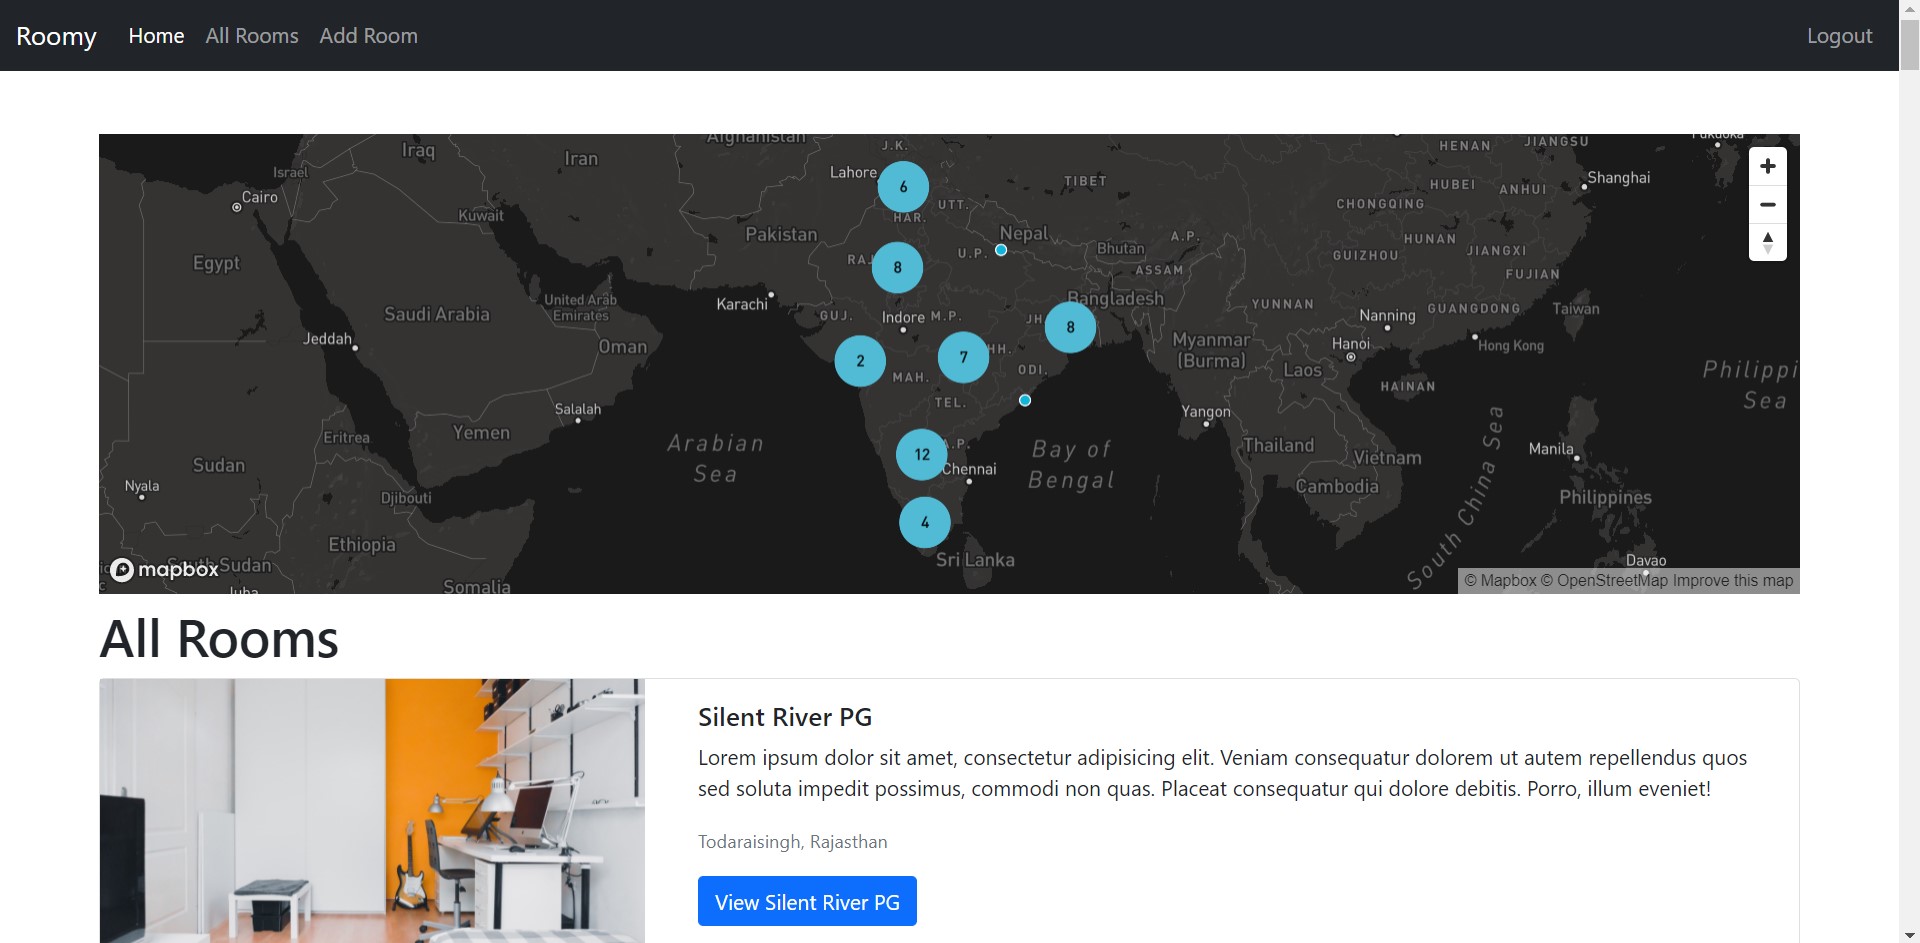 Roomy Home All Rooms Add Room Logout
Iraq
Iran
Afghanistan
J.K.
HENAN
JIANGSU
Israel
Lahore
6
TIBET
HUBEI
ANHUI
Shanghai
Cairo
Kuwait
HAR.
UTT.
CHONGQING
Pakistan
Nepal
A.P.
HUNAN
Egypt
8
U.P.
Bhutan
GUIZHOU
JIANGXI
ASSAM
FUJIAN
United Arab
Emirates
Karachi
Bangladesh
YUNNAN
GUANGDONG
Taiwan
Saudi Arabia
GUJ.
Indore
M.P.
8
Nanning
Jeddah
Oman
2
7
Myanmar
(Burma)
Hanoi
Hong Kong
MAH.
ODI.
Laos
HAINAN
Philippi
Sea
Salalah
TEL.
Yangon
Eritrea
Yemen
Arabian
Sea
Bay of
Bengal
Thailand
Manila
Sudan
12
A.P.
Chennai
Vietnam
Nyala
Djibouti
Cambodia
South China Sea
Philippines
4
Ethiopia
Sri Lanka
Davao
South Sudan
mapbox
Somalia
Juba
© Mapbox © OpenStreetMap Improve this map
All Rooms
Silent River PG
Lorem ipsum dolor sit amet, consectetur adipisicing elit. Veniam consequatur dolorem ut autem repellendus quos
sed soluta impedit possimus, commodi non quas. Placeat consequatur qui dolore debitis. Porro, illum eveniet!
Todaraisingh, Rajasthan
View Silent River PG